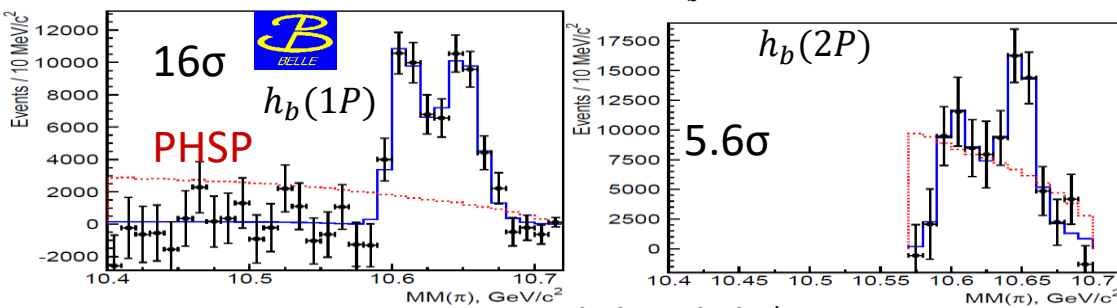 Events / 10 MeV/c²
12000
10000
8000
6000
4000
2000
0
-2000
16σ
BELLE
h_b(1P)
PHSP
10.4
10.5
10.6
10.7
MM(π), GeV/c²
Events / 10 MeV/c²
17500
15000
12500
10000
7500
5000
2500
0
h_b(2P)
5.6σ
10.4
10.45
10.5
10.55
10.6
10.65
10.7
MM(π), GeV/c²